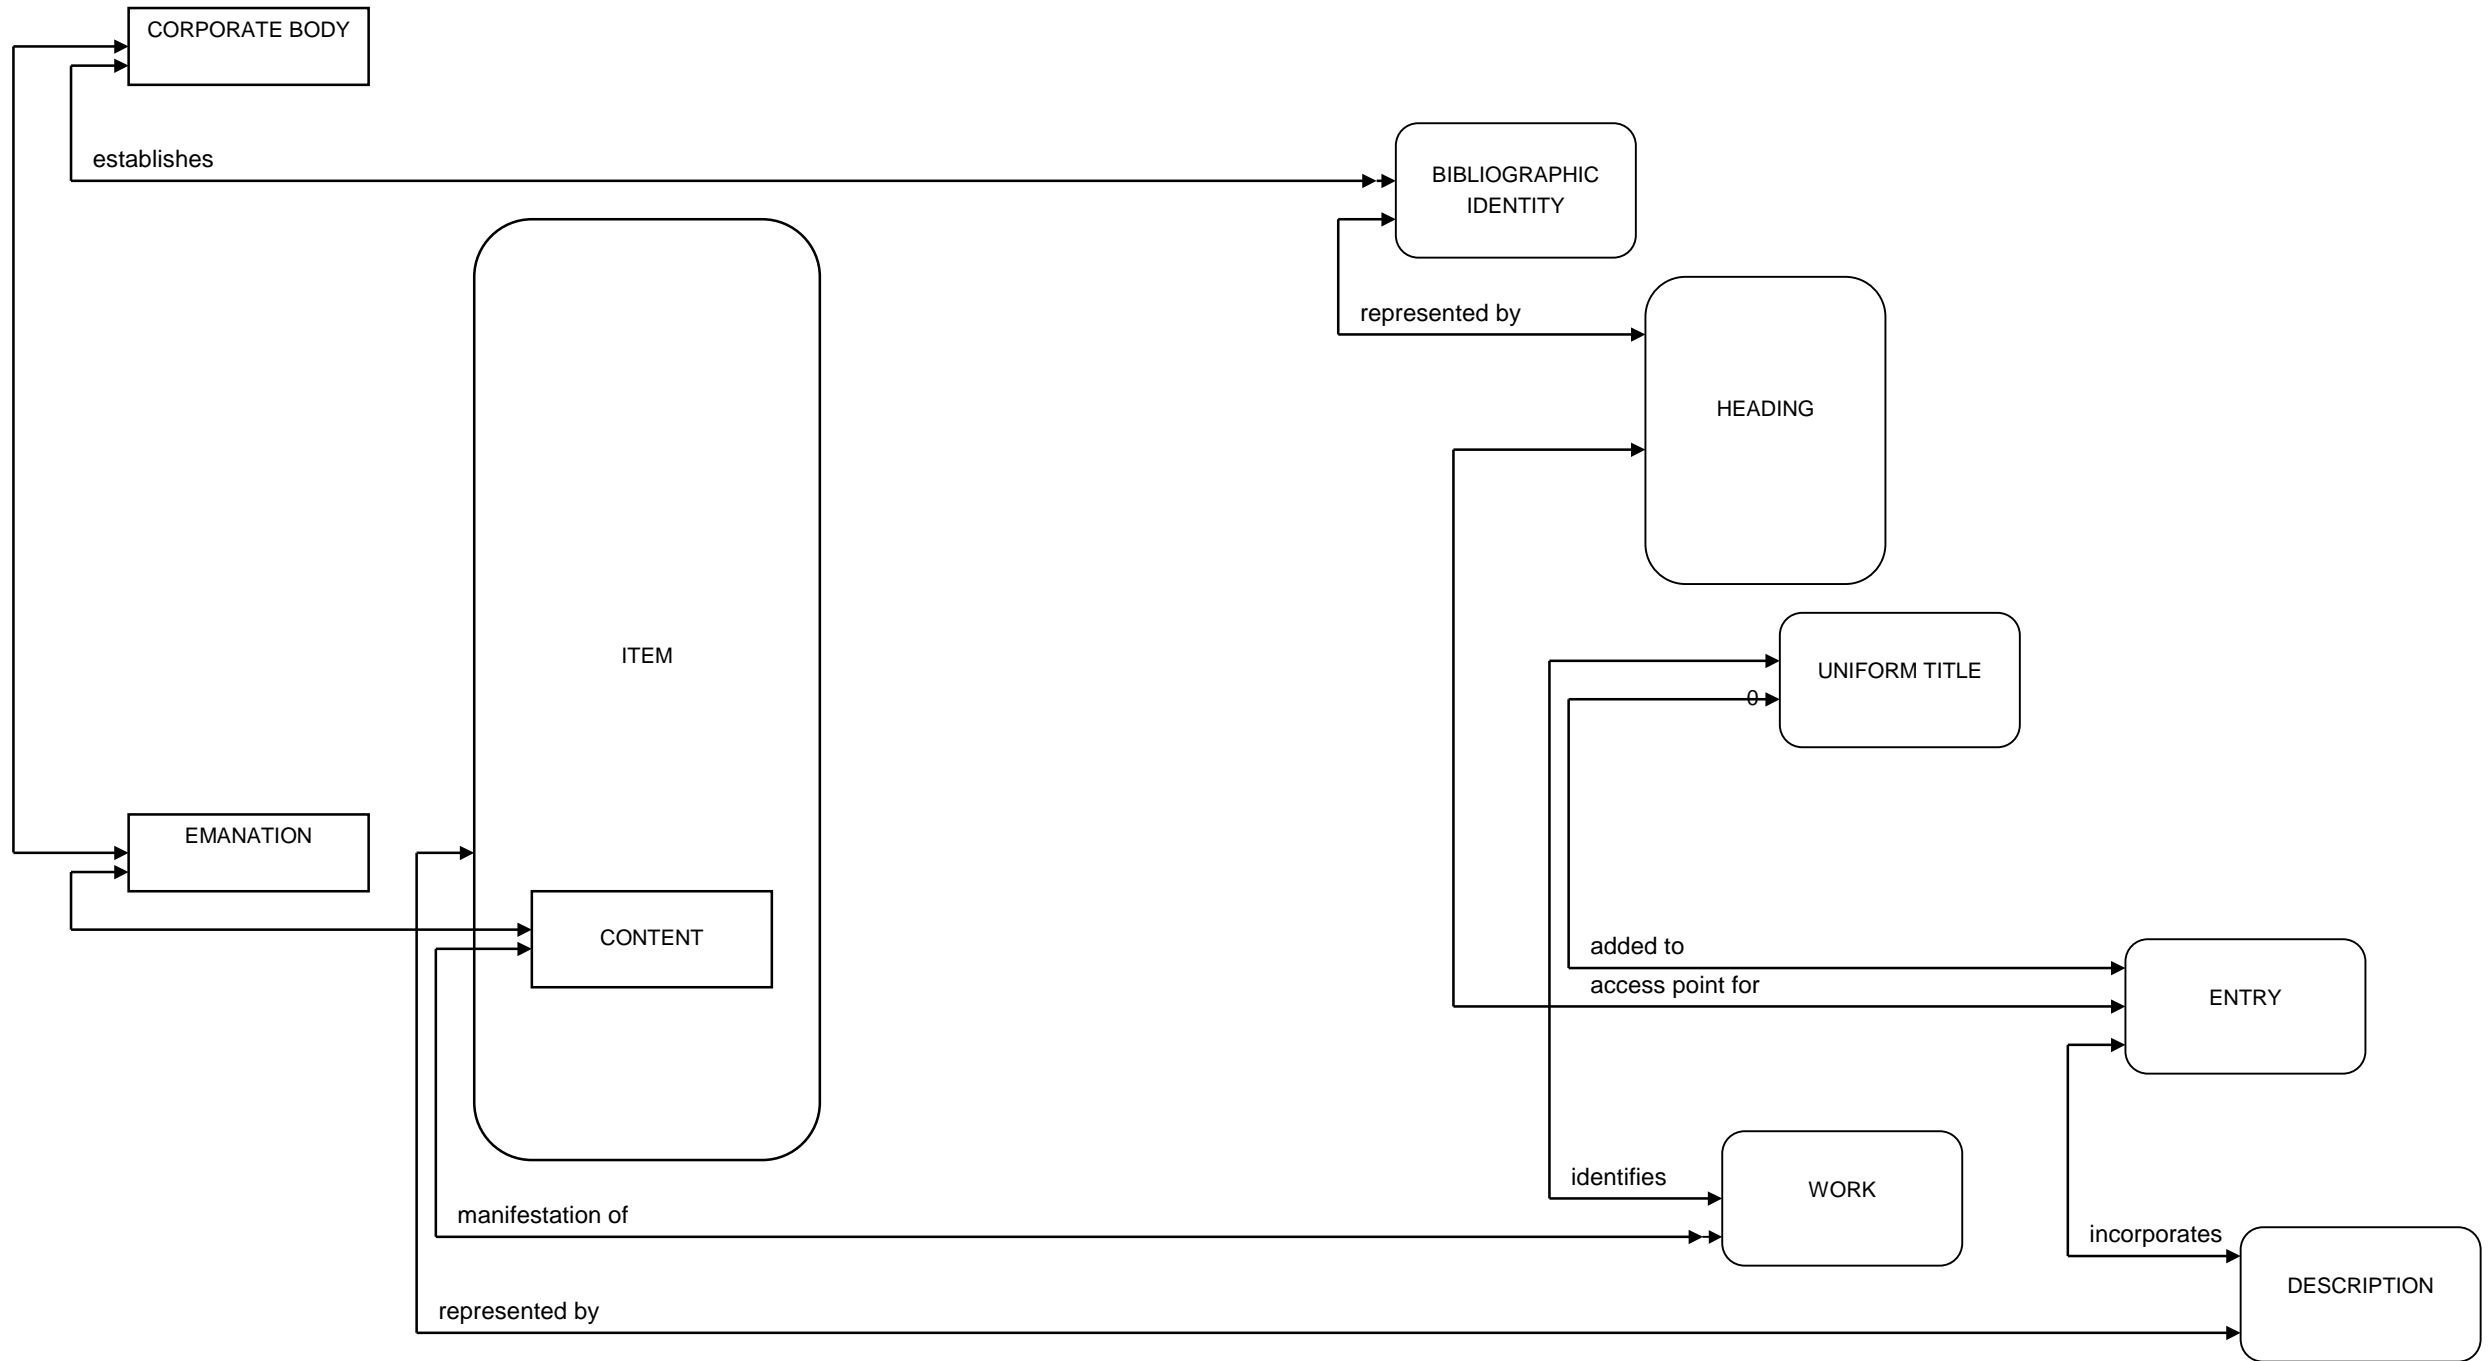 CORPORATE BODY
establishes
BIBLIOGRAPHIC
IDENTITY
represented by
HEADING
ITEM
UNIFORM TITLE
0
EMANATION
CONTENT
added to
access point for
ENTRY
identifies
WORK
manifestation of
incorporates
DESCRIPTION
represented by